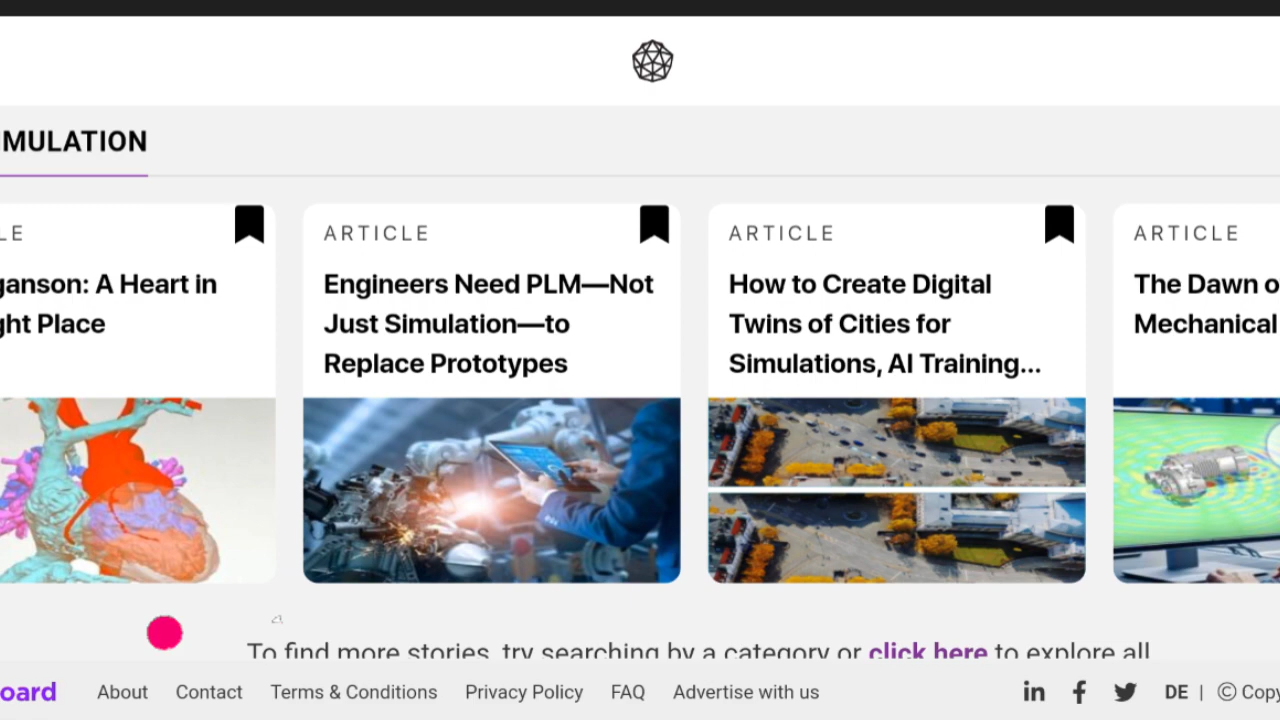 IMULATION
LE
ganson: A Heart in
ght Place
ARTICLE
Engineers Need PLM—Not
Just Simulation—to
Replace Prototypes
ARTICLE
How to Create Digital
Twins of Cities for
Simulations, AI Training...
ARTICLE
The Dawn o
Mechanical
To find more stories, try searching by a category or click here to explore all
oard About Contact Terms & Conditions Privacy Policy FAQ Advertise with us DE | © Copy